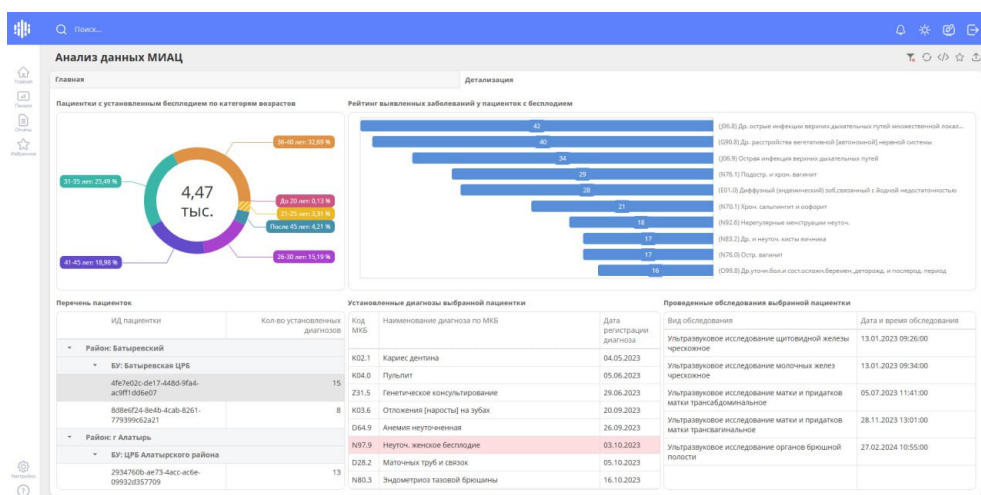 Поиск...
Анализ данных МИАЦ
Главная
Панели
Отчеты
Избранное
Настройки
Главная
Детализация
Пациентки с установленным бесплодием по категориям возрастов
36-40 лет: 32,69 %
31-35 лет: 25,49 %
4,47
тыс.
До 20 лет: 0,13 %
21-25 лет: 3,31 %
После 45 лет: 4,21 %
41-45 лет: 18,98 %
26-30 лет: 15,19 %
Рейтинг выявленных заболеваний у пациенток с бесплодием
42 (J06.8) Др. острые инфекции верхних дыхательных путей множественной локал...
40 (G90.8) Др. расстройства вегетативной [автономной] нервной системы
34 (J06.9) Острая инфекция верхних дыхательных путей
29 (N76.1) Подостр. и хрон. вагинит
28 (E01.0) Диффузный (эндемический) зоб,связанный с йодной недостаточностью
21 (N70.1) Хрон. сальпингит и оофорит
18 (N92.6) Нерегулярные менструации неуточ.
17 (N83.2) Др. и неуточ. кисты яичника
17 (N76.0) Остр. вагинит
16 (O99.8) Др.уточн.бол.и сост.осложн.беремен.,деторожд. и послерод. период
Перечень пациенток
ИД пациентки
Кол-во установленных
диагнозов
Район: Батыревский
БУ: Батыревская ЦРБ
4fe7e02c-de17-448d-9fa4-
ac9ff1dd6e07
15
8d8e6f24-8e4b-4cab-8261-
779399c62a21
8
Район: г Алатырь
БУ: ЦРБ Алатырского района
2934760b-ae73-4acc-ac6e-
09932d357709
13
Установленные диагнозы выбранной пациентки
Код
МКБ
Наименование диагноза по МКБ
Дата
регистрации
диагноза
K02.1 Кариес дентина 04.05.2023
K04.0 Пульпит 05.06.2023
Z31.5 Генетическое консультирование 29.06.2023
K03.6 Отложения [наросты] на зубах 20.09.2023
D64.9 Анемия неуточненная 26.09.2023
N97.9 Неуточ. женское бесплодие 03.10.2023
D28.2 Маточных труб и связок 05.10.2023
N80.3 Эндометриоз тазовой брюшины 16.10.2023
Проведенные обследования выбранной пациентки
Вид обследования
Дата и время обследования
Ультразвуковое исследование щитовидной железы
чрескожное
13.01.2023 09:26:00
Ультразвуковое исследование молочных желез
чрескожное
13.01.2023 09:34:00
Ультразвуковое исследование матки и придатков
матки трансабдоминальное
05.07.2023 11:41:00
Ультразвуковое исследование матки и придатков
матки трансвагинальное
28.11.2023 13:01:00
Ультразвуковое исследование органов брюшной
полости
27.02.2024 10:55:00